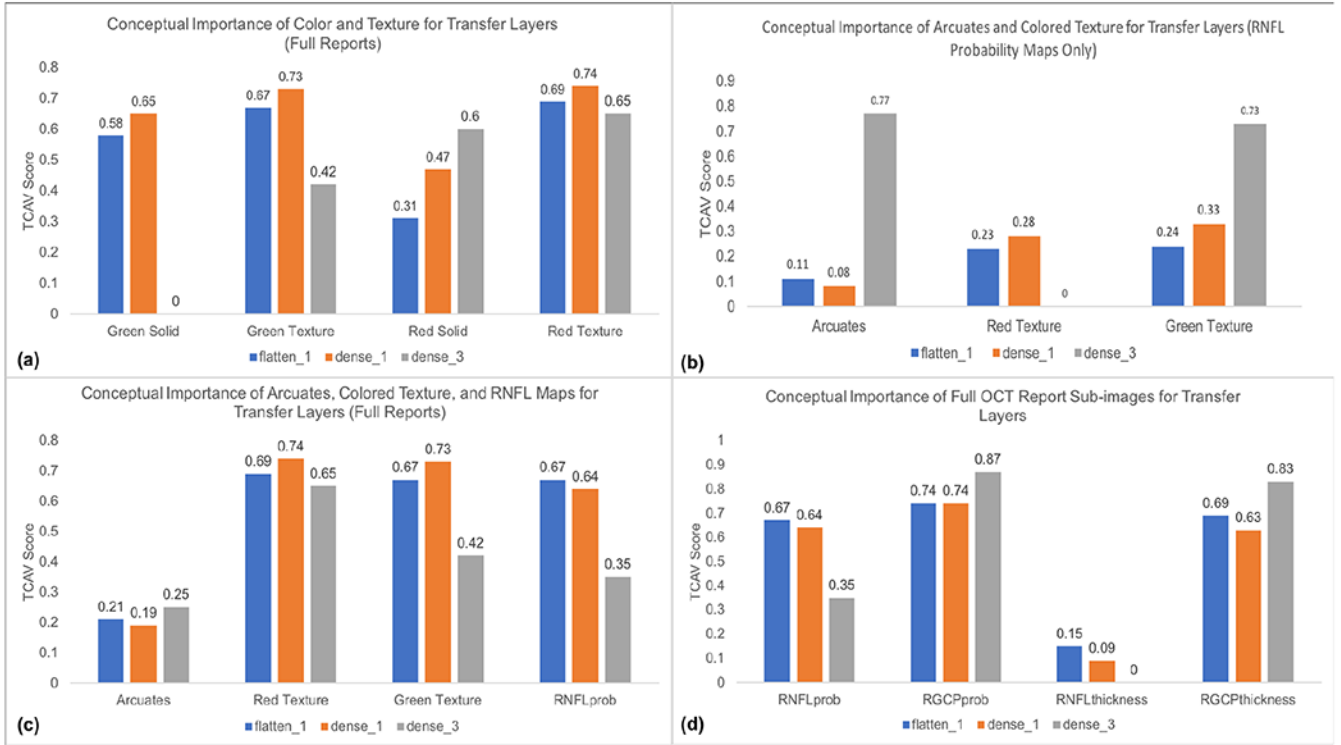 Conceptual Importance of Color and Texture for Transfer Layers
(Full Reports)
TCAV Score
0.8
0.7
0.6
0.5
0.4
0.3
0.2
0.1
0
0.58
0.65
0
0.67
0.73
0.42
0.31
0.47
0.6
0.69
0.74
0.65
Green Solid
Green Texture
Red Solid
Red Texture
(a)
flatten_1
dense_1
dense_3
Conceptual Importance of Arcuates and Colored Texture for Transfer Layers (RNFL
Probability Maps Only)
TCAV Score
0.9
0.8
0.7
0.6
0.5
0.4
0.3
0.2
0.1
0
0.11
0.08
0.77
0.23
0.28
0
0.24
0.33
0.73
Arcuates
Red Texture
Green Texture
(b)
flatten_1
dense_1
dense_3
Conceptual Importance of Arcuates, Colored Texture, and RNFL Maps for
Transfer Layers (Full Reports)
TCAV Score
0.8
0.7
0.6
0.5
0.4
0.3
0.2
0.1
0
0.21
0.19
0.25
0.69
0.74
0.65
0.67
0.73
0.42
0.67
0.64
0.35
Arcuates
Red Texture
Green Texture
RNFLprob
(c)
flatten_1
dense_1
dense_3
Conceptual Importance of Full OCT Report Sub-images for Transfer
Layers
TCAV Score
1
0.9
0.8
0.7
0.6
0.5
0.4
0.3
0.2
0.1
0
0.67
0.64
0.35
0.74
0.74
0.87
0.15
0.09
0
0.69
0.63
0.83
RNFLprob
RGCPprob
RNFLthickness
RGCPthickness
(d)
flatten_1
dense_1
dense_3